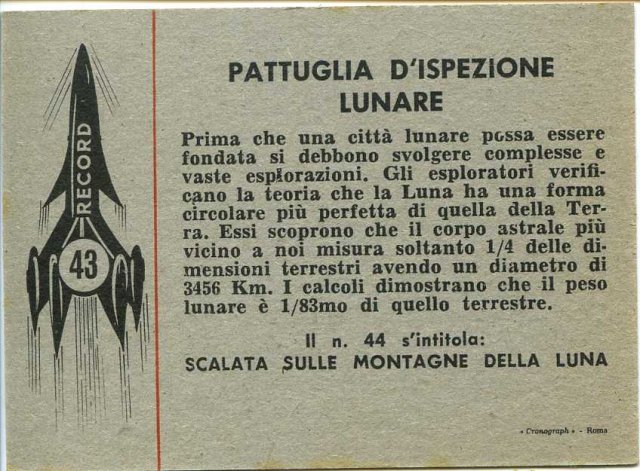 RECORD
43
PATTUGLIA D'ISPEZIONE
LUNARE
Prima che una città lunare possa essere
fondata si debbono svolgere complesse e
vaste esplorazioni. Gli esploratori verifi-
cano la teoria che la Luna ha una forma
circolare più perfetta di quella della Ter-
ra. Essi scoprono che il corpo astrale più
vicino a noi misura soltanto 1/4 delle di-
mensioni terrestri avendo un diametro di
3456 Km. I calcoli dimostrano che il peso
lunare è 1/83mo di quello terrestre.
Il n. 44 s'intitola:
SCALATA SULLE MONTAGNE DELLA LUNA
« Cronograph » - Roma